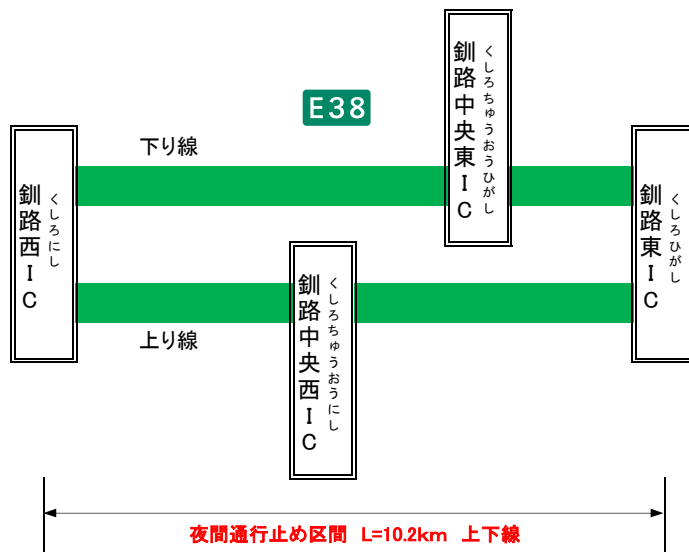 E38
下り線
上り線
釧路西IC
くしろにし
釧路中央西IC
くしろちゅうおうにし
釧路中央東IC
くしろちゅうおうひがし
釧路東IC
くしろひがし
夜間通行止め区間 L=10.2km 上下線